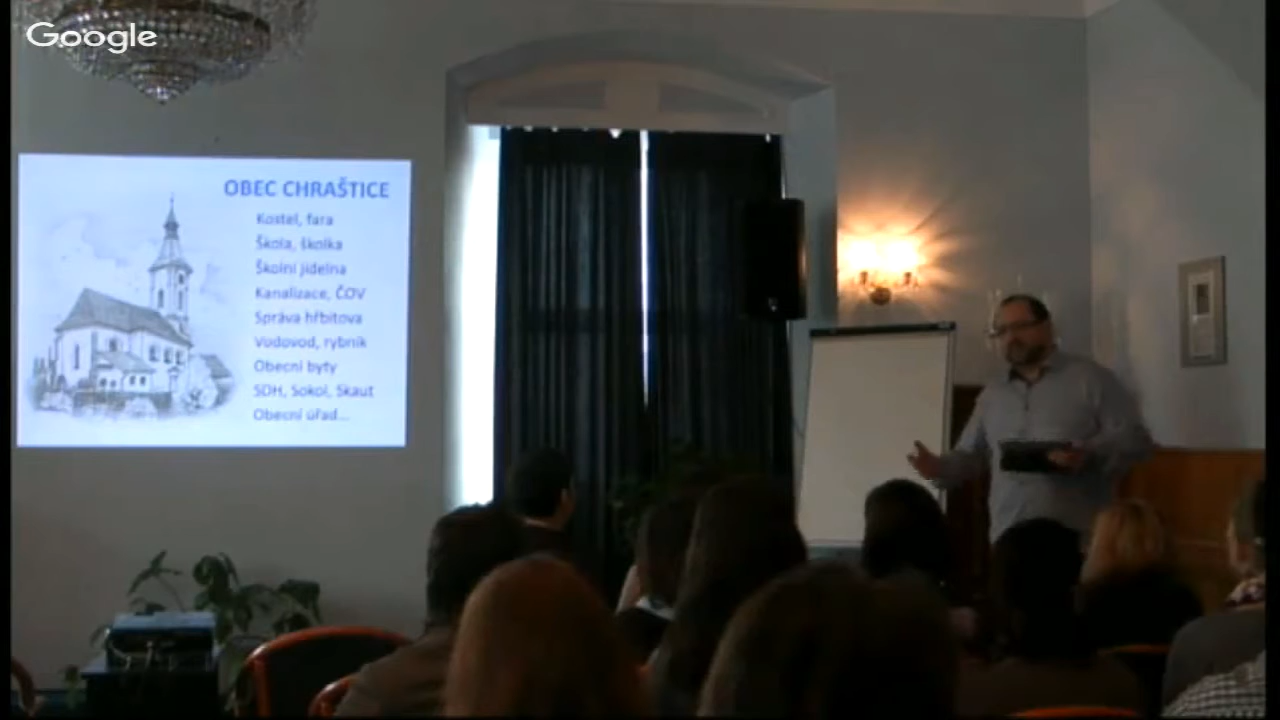 Google
OBEC CHRAŠTICE
Kostel, fara
Škola, školka
Školní jídelna
Kanalizace, ČOV
Správa hřbitova
Vodovod, rybník
Obecní byty
SDH, Sokol, Skaut
Obecní úřad...